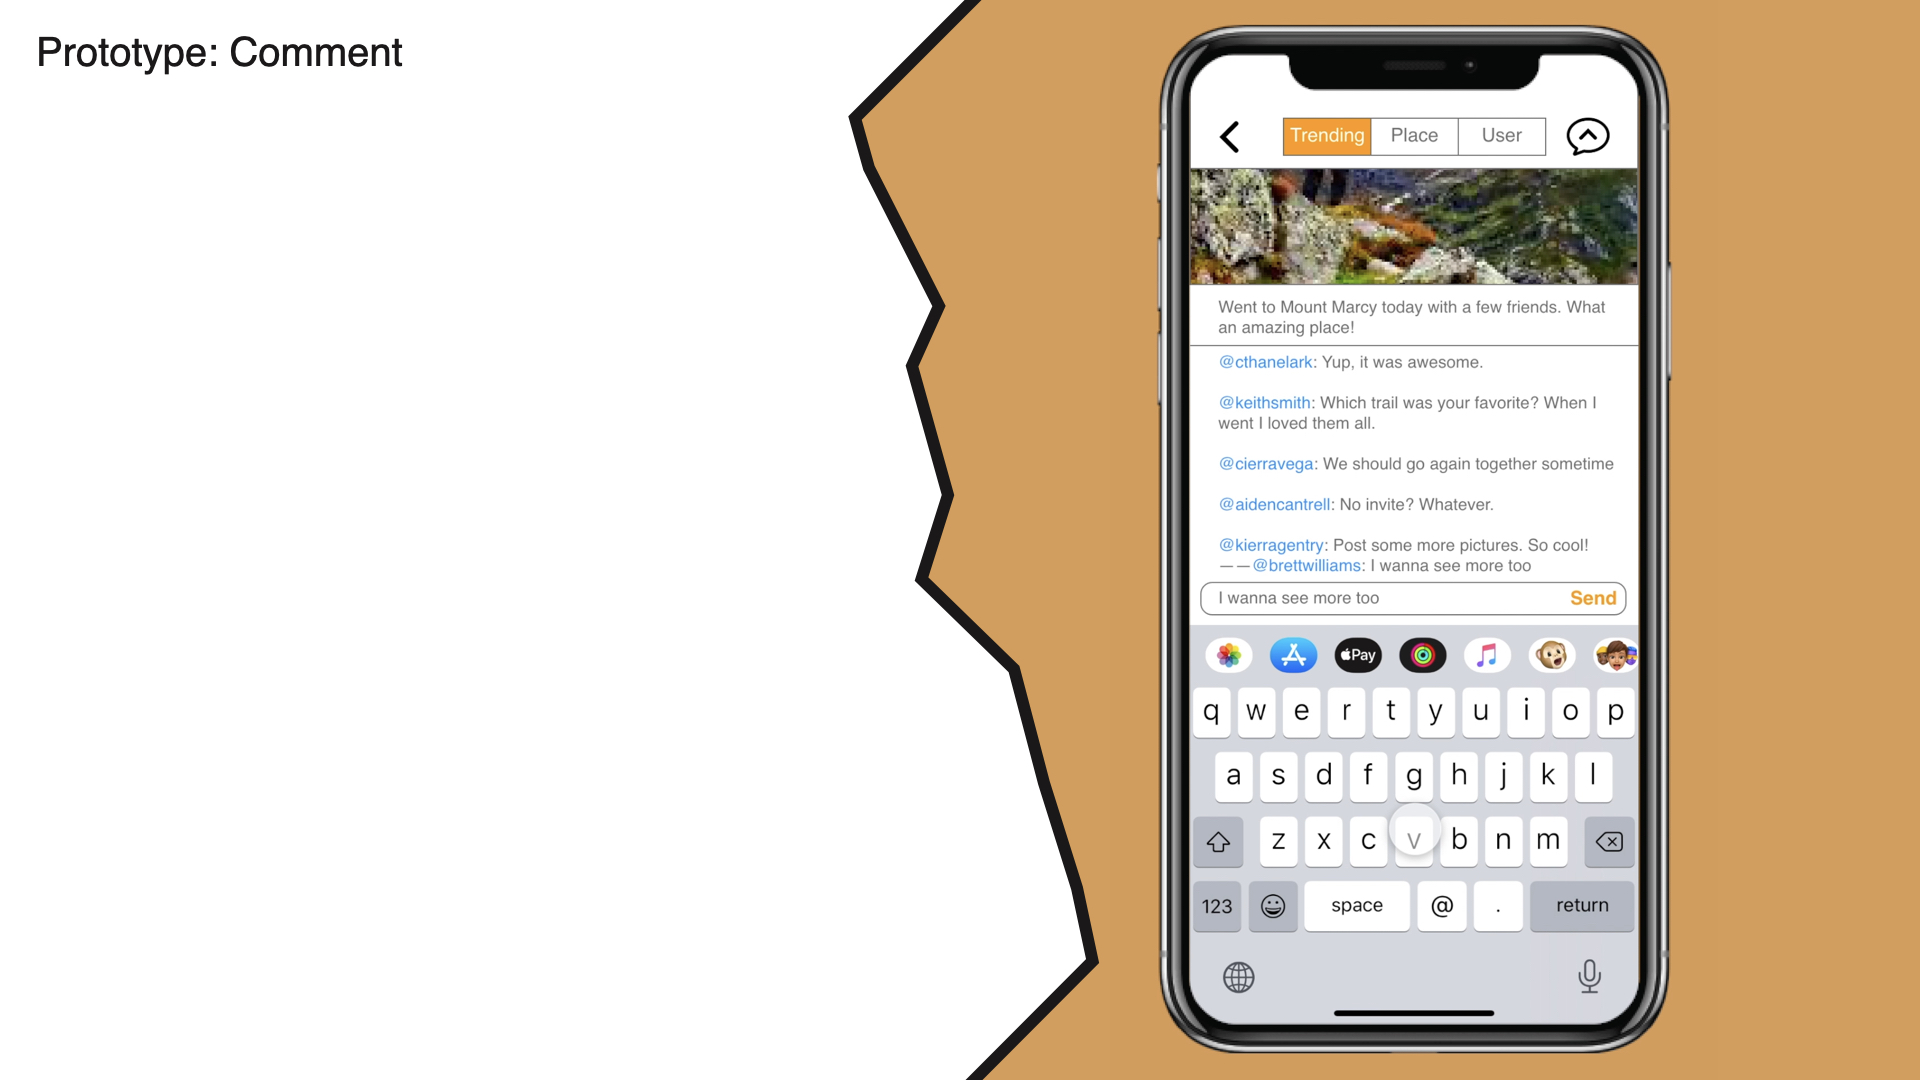 Prototype: Comment
Trending Place User
Went to Mount Marcy today with a few friends. What
an amazing place!
@cthanelark: Yup, it was awesome.
@keithsmith: Which trail was your favorite? When I
went I loved them all.
@cierravega: We should go again together sometime
@aidencantrell: No invite? Whatever.
@kierragentry: Post some more pictures. So cool!
——@brettwilliams: I wanna see more too
I wanna see more too Send
Pay
q w e r t y u i o p
a s d f g h j k l
z x c v b n m
123 space @ . return